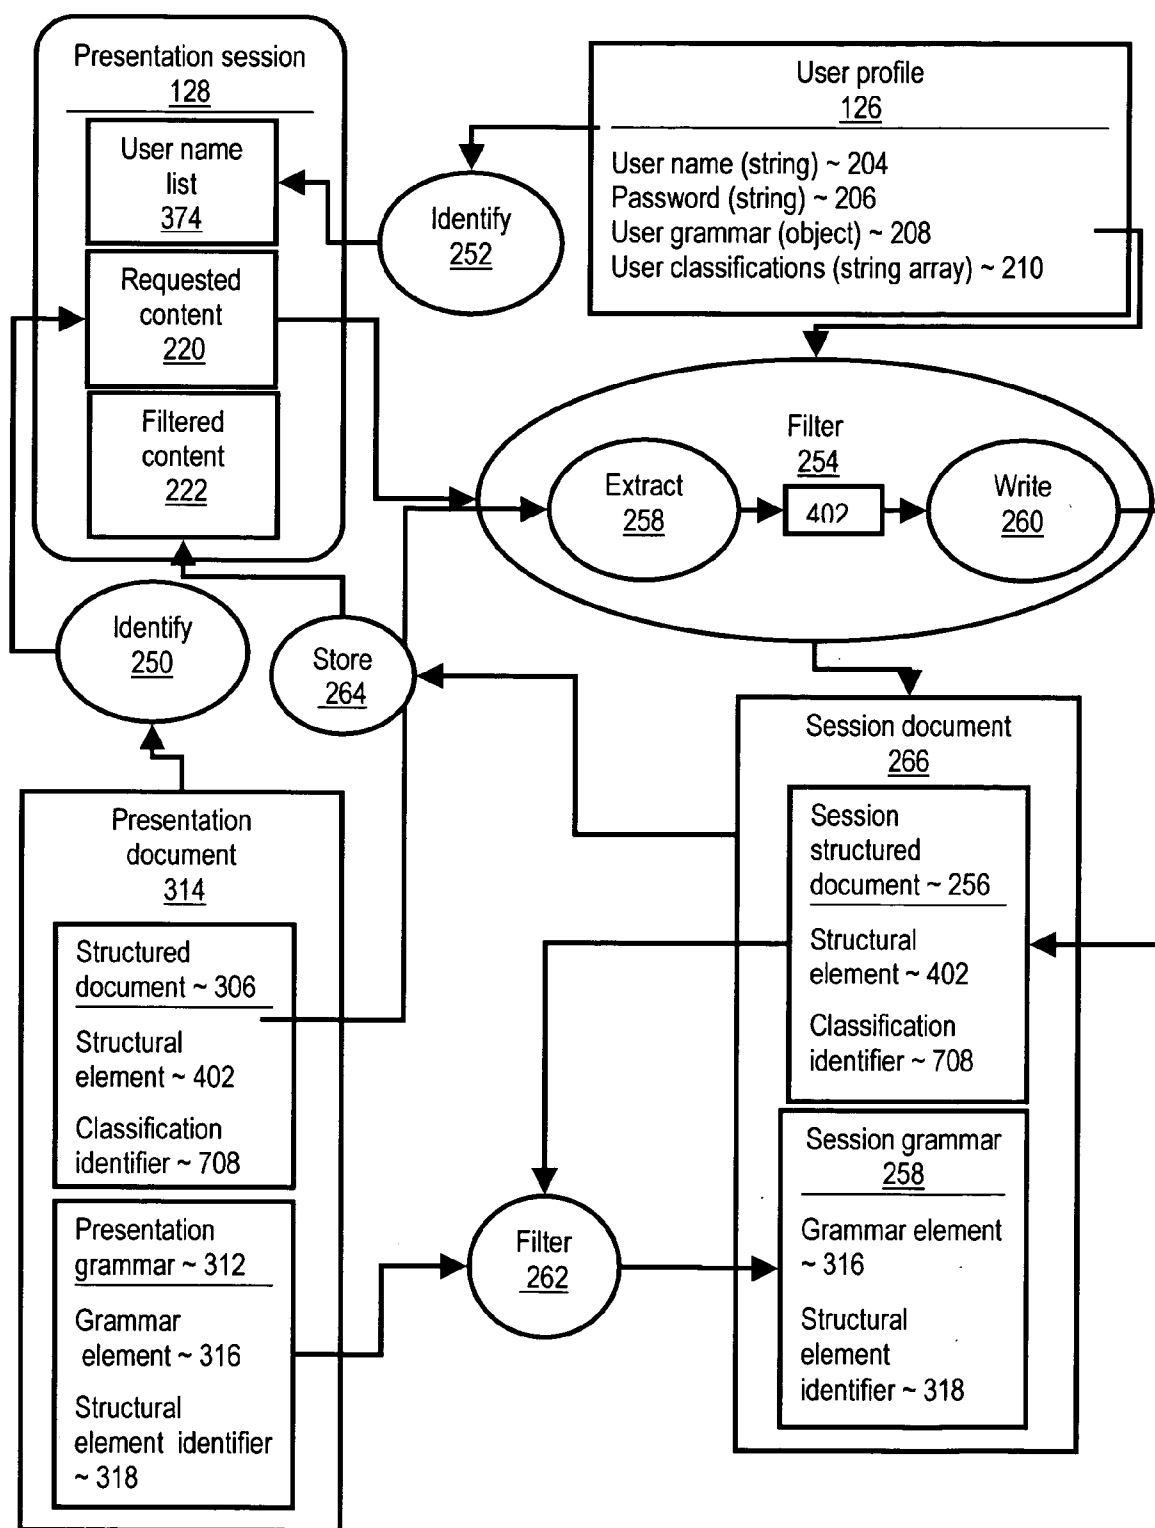 Presentation session
128
User name
list
374
Requested
content
220
Filtered
content
222
User profile
126
User name (string) ~ 204
Password (string) ~ 206
User grammar (object) ~ 208
User classifications (string array) ~ 210
Identify
252
Filter
254
Extract
258
402
Write
260
Identify
250
Store
264
Presentation
document
314
Structured
document ~ 306
Structural
element ~ 402
Classification
identifier ~ 708
Presentation
grammar ~ 312
Grammar
element ~ 316
Structural
element identifier
~ 318
Filter
262
Session document
266
Session
structured
document ~ 256
Structural
element ~ 402
Classification
identifier ~ 708
Session grammar
258
Grammar element
~ 316
Structural
element
identifier ~ 318